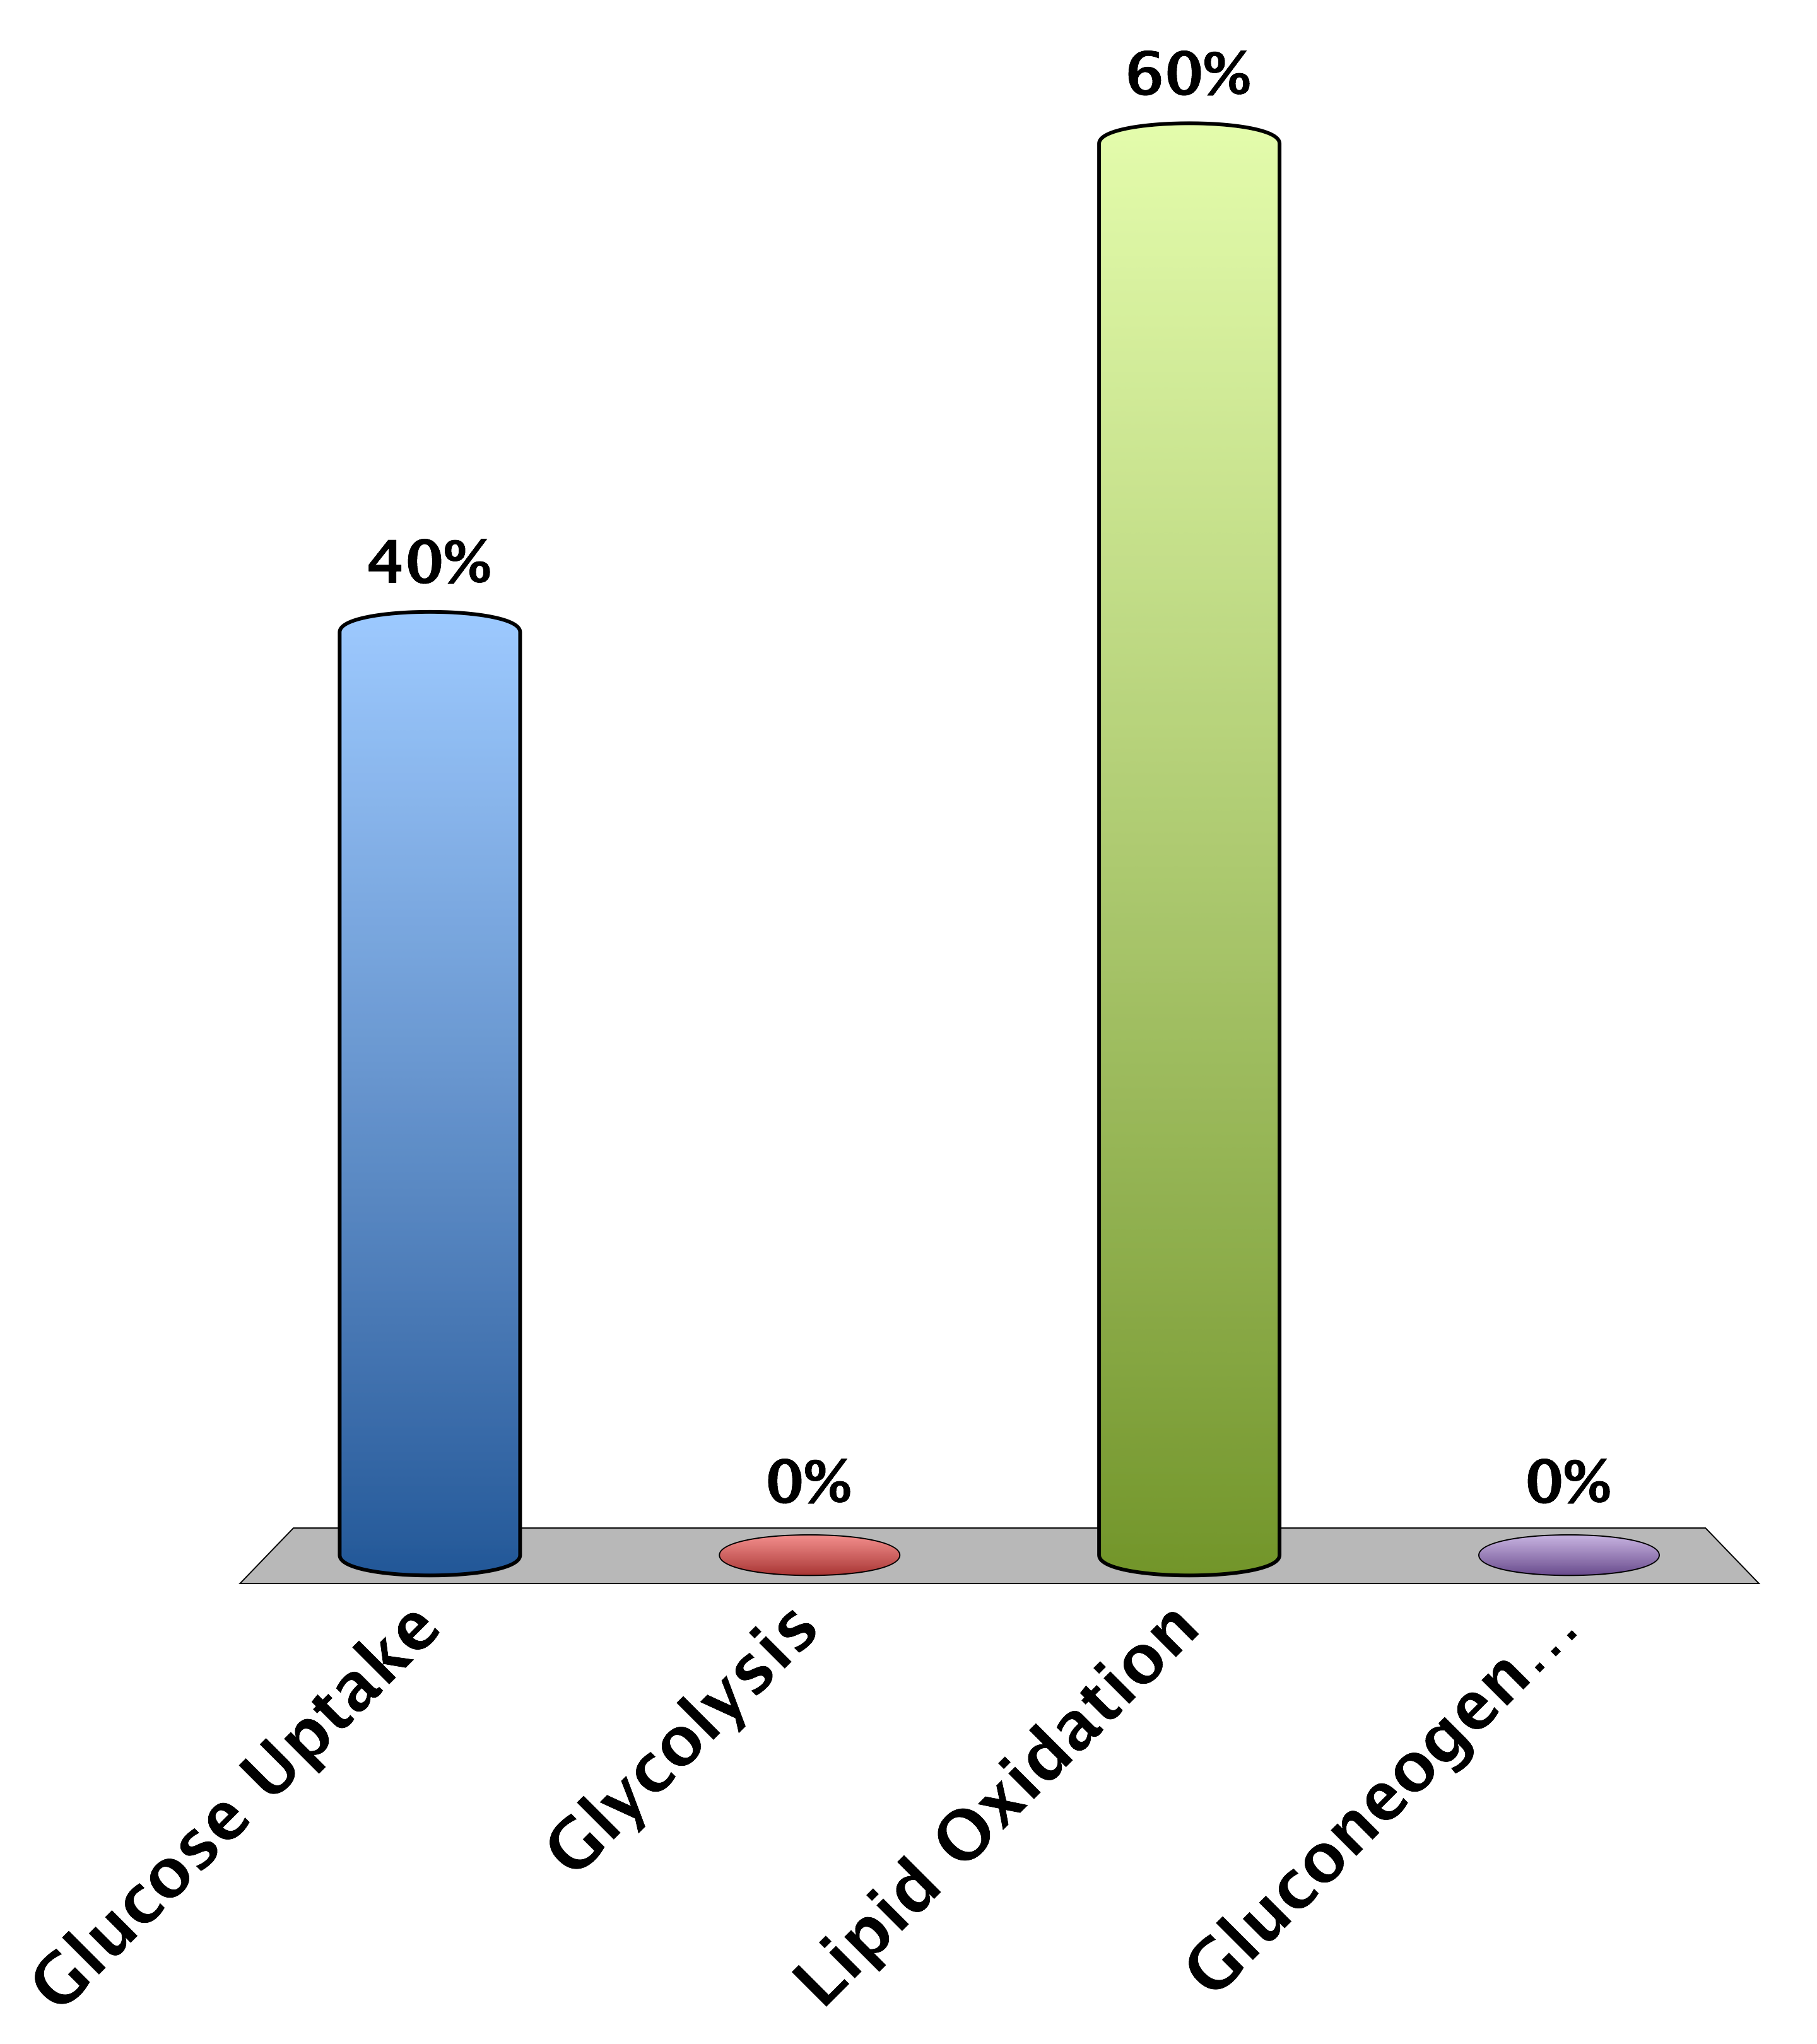 60%
40%
0%
0%
Glucose Uptake
Glycolysis
Lipid Oxidation
Gluconeogen...